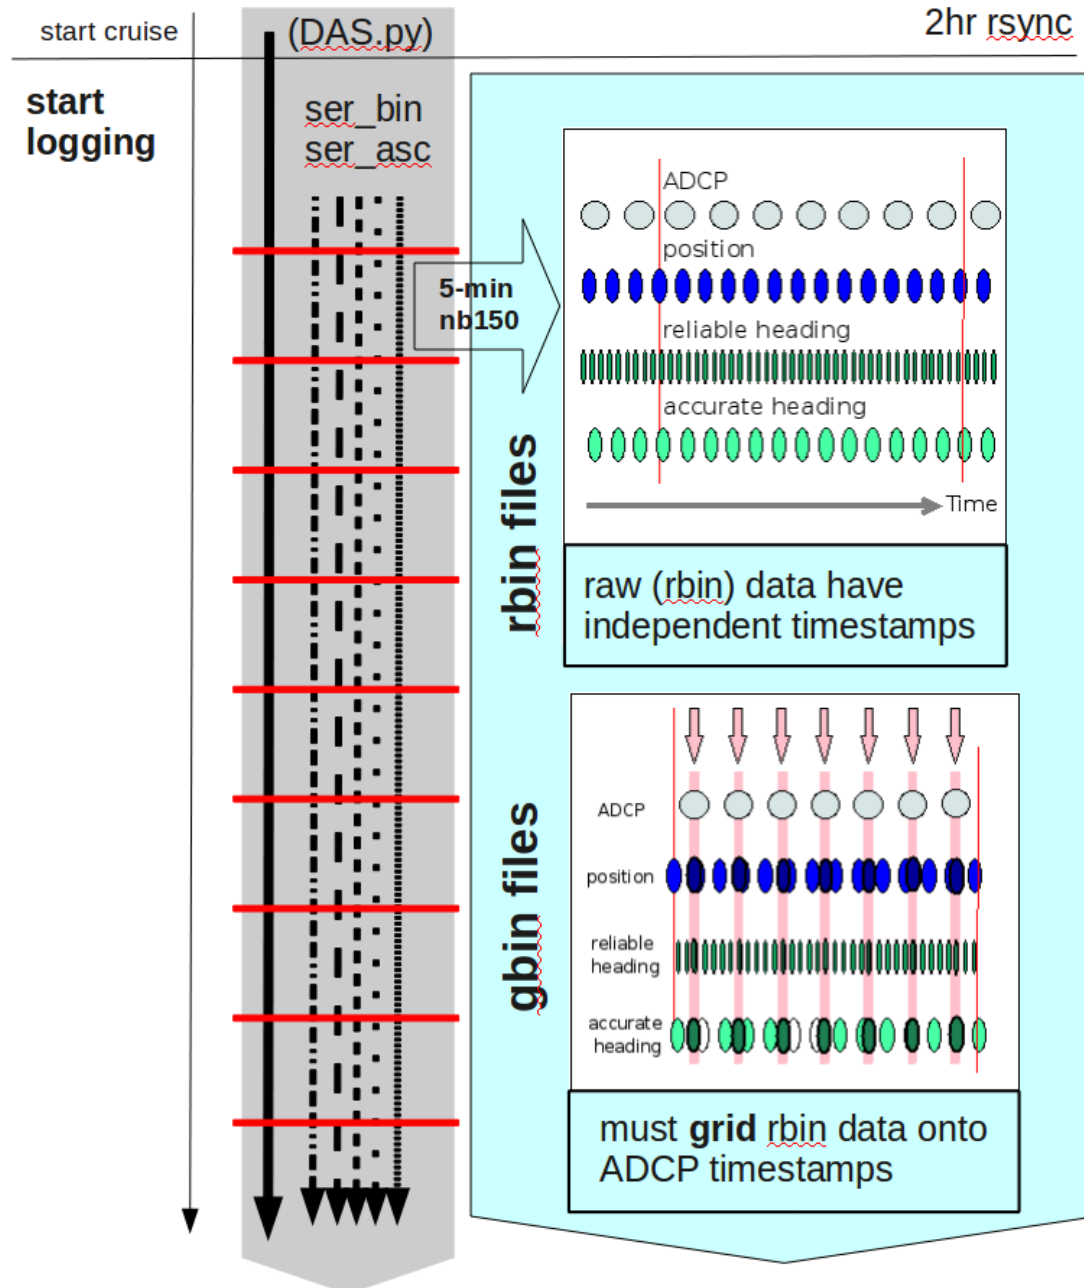 start cruise
(DAS.py)
2hr rsync
start
logging
ser_bin
ser_asc
5-min
nb150
rbin files
ADCP
position
reliable heading
accurate heading
Time
raw (rbin) data have
independent timestamps
gbin files
ADCP
position
reliable
heading
accurate
heading
must grid rbin data onto
ADCP timestamps